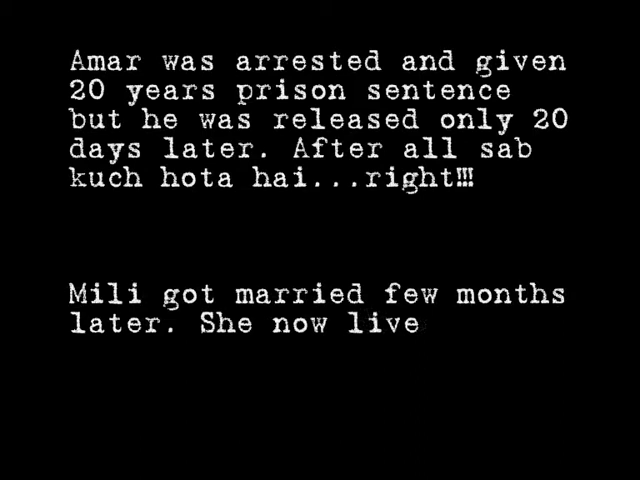 Amar was arrested and given
20 years prison sentence
but he was released only 20
days later. After all sab
kuch hota hai...right!!!
Mili got married few months
later. She now live